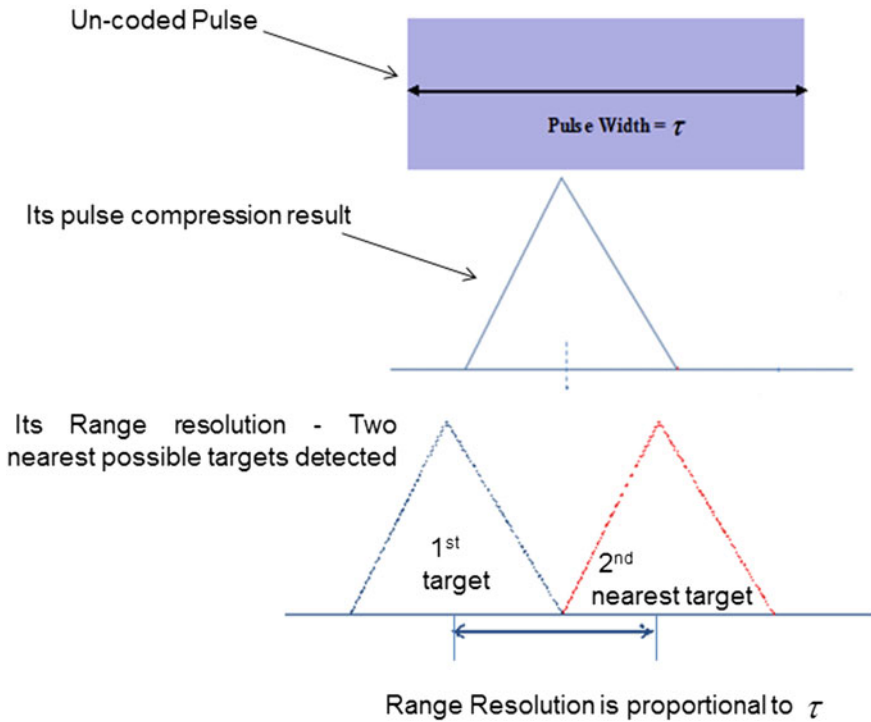 Un-coded Pulse
Pulse Width = τ
Its pulse compression result
Its Range resolution - Two
nearest possible targets detected
1st
target
2nd
nearest target
Range Resolution is proportional to τ